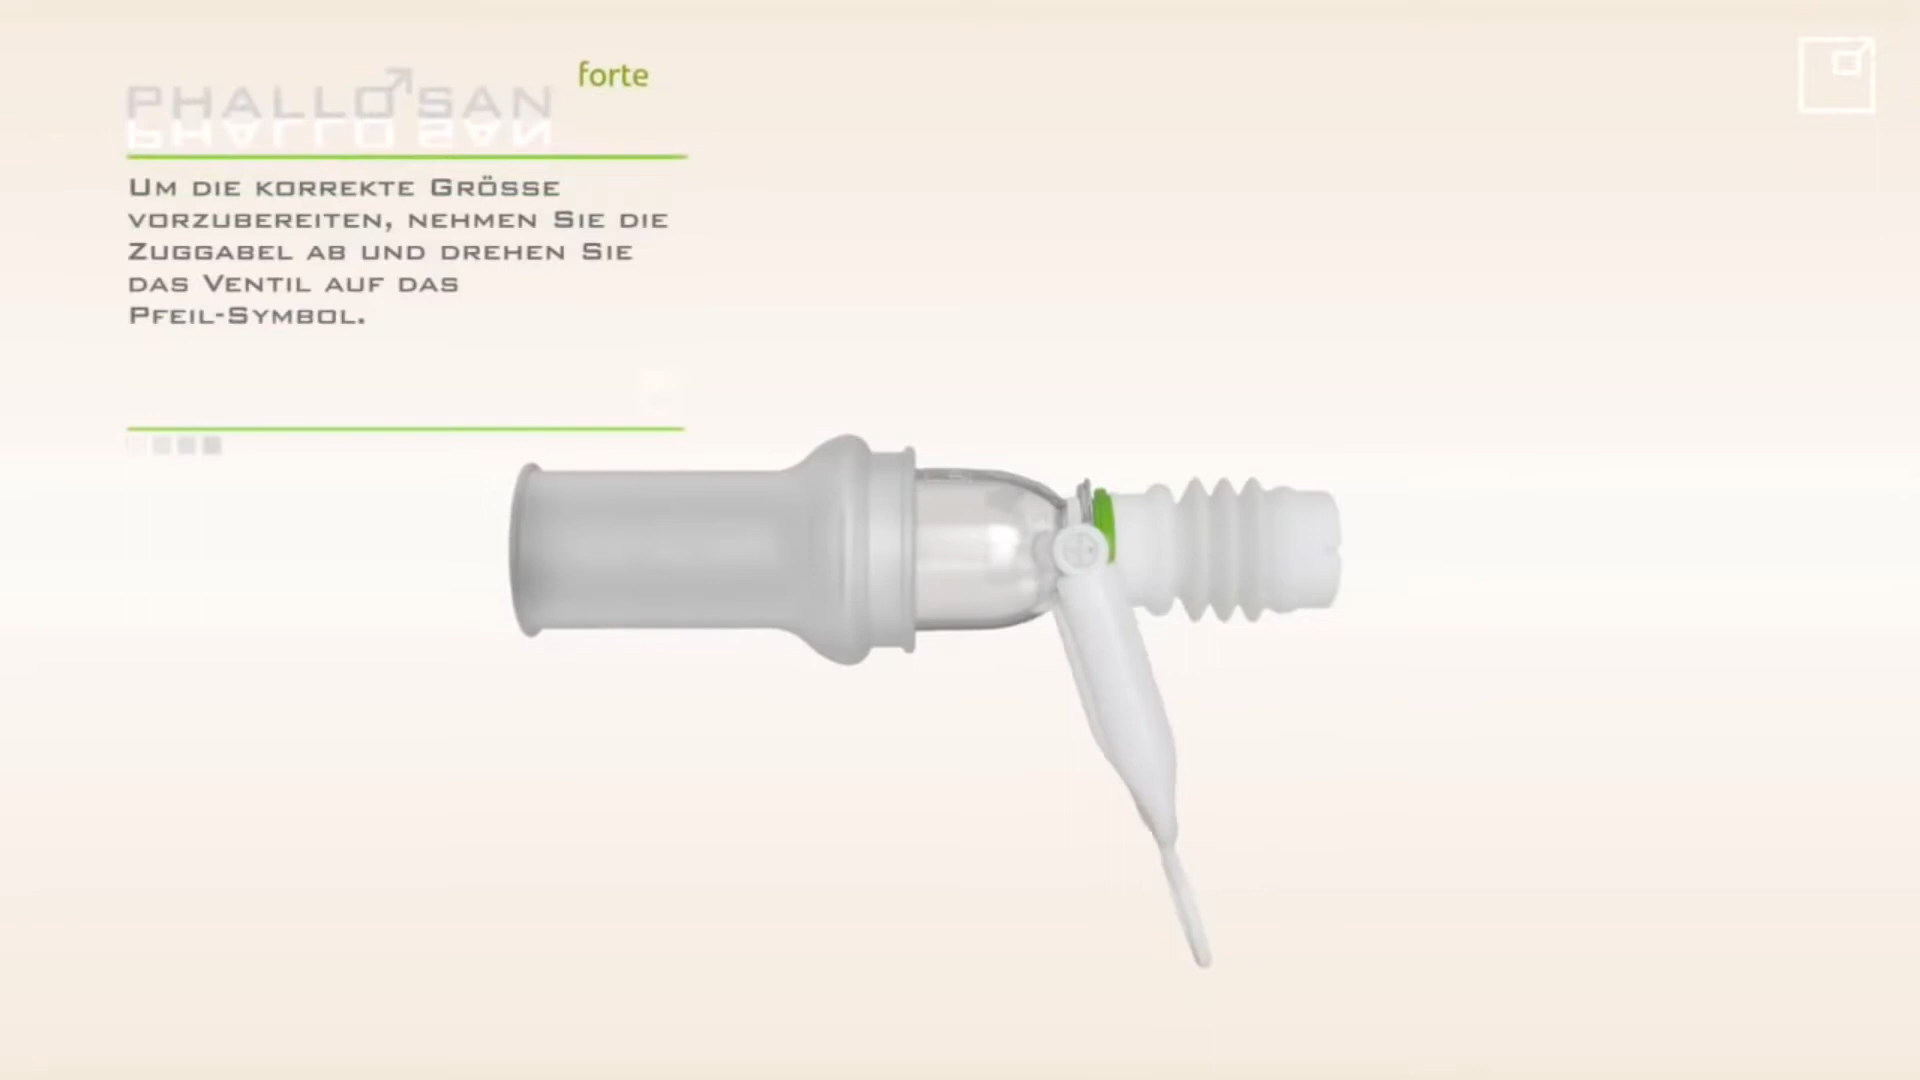 PHALLOSAN forte
Um die korrekte Grösse
vorzubereiten, nehmen Sie die
Zuggabel ab und drehen Sie
das Ventil auf das
Pfeil-Symbol.